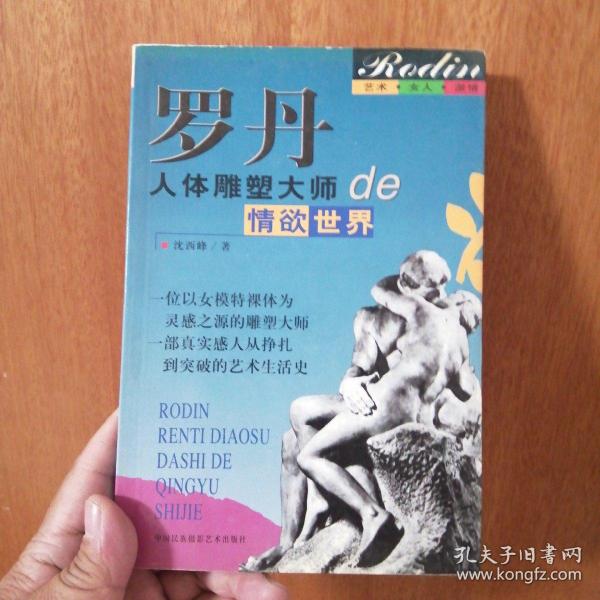 Rodin
艺术·女人·激情
罗丹
人体雕塑大师 de
情欲世界
沈西峰/著
一位以女模特裸体为
灵感之源的雕塑大师
一部真实感人从挣扎
到突破的艺术生活史
RODIN
RENTI DIAOSU
DASHI DE
QINGYU
SHIJIE
中国民族摄影艺术出版社
孔夫子旧书网
www.kongfz.com